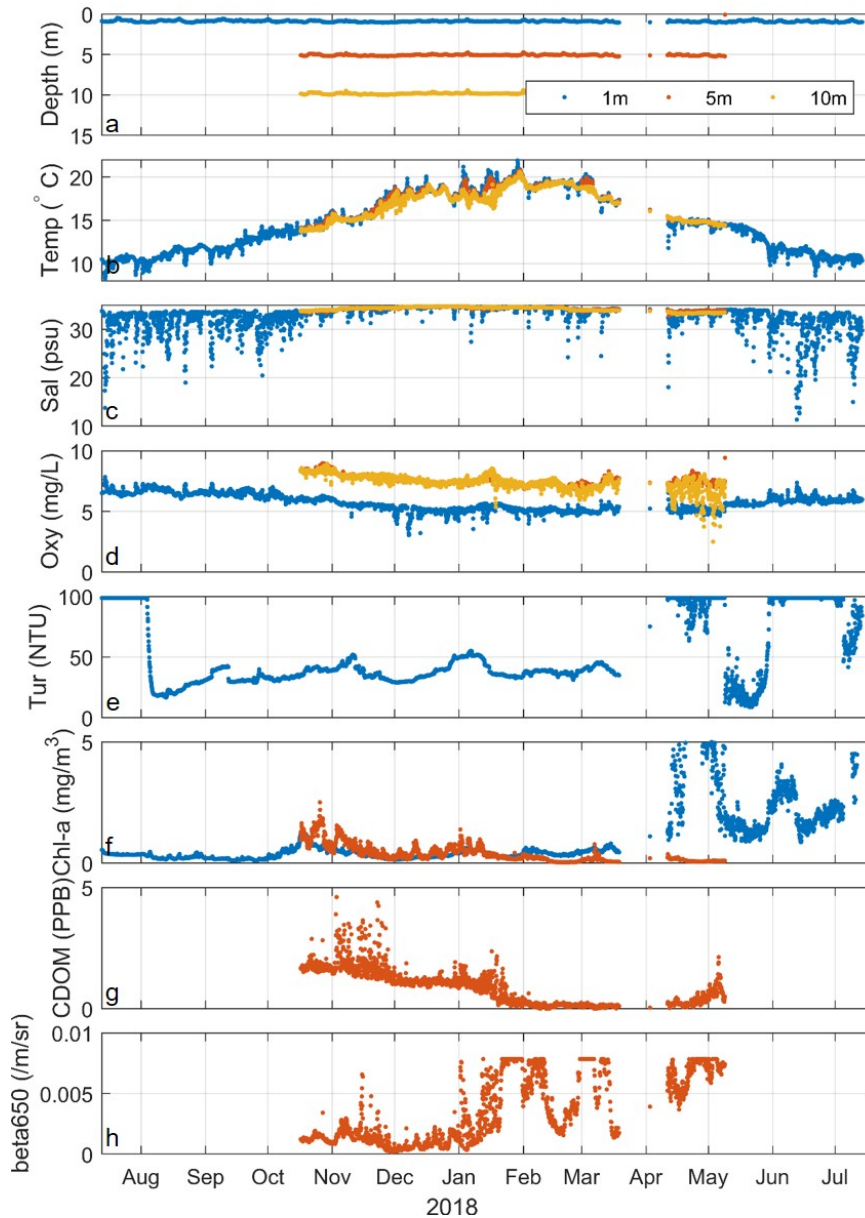 0
5
10
15
Depth (m)
a
1m 5m 10m
20
15
10
Temp (° C)
b
30
20
10
Sal (psu)
c
10
5
0
Oxy (mg/L)
d
100
50
0
Tur (NTU)
e
5
0
Chl-a (mg/m³)
f
5
0
CDOM (PPB)
g
0.01
0.005
0
beta650 (/m/sr)
h
Aug Sep Oct Nov Dec Jan Feb Mar Apr May Jun Jul
2018